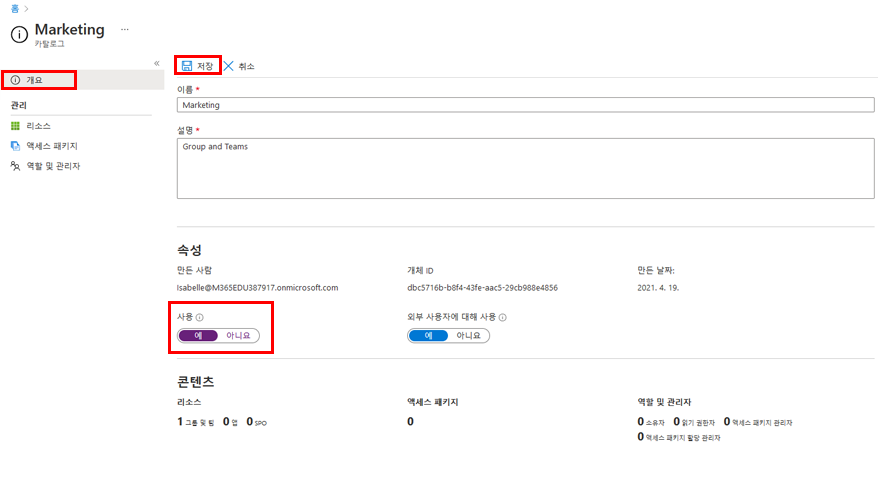 홈 >
Marketing ...
카탈로그
«
저장 취소
개요
관리
리소스
액세스 패키지
역할 및 관리자
이름 *
Marketing
설명 *
Group and Teams
속성
만든 사람 개체 ID 만든 날짜:
Isabelle@M365EDU387917.onmicrosoft.com dbc5716b-b8f4-43fe-aac5-29cb988e4856 2021. 4. 19.
사용 외부 사용자에 대해 사용
예 아니요 예 아니요
콘텐츠
리소스 액세스 패키지 역할 및 관리자
1 그룹 및 팀 0 앱 0 SPO 0 0 소유자 0 읽기 권한자 0 액세스 패키지 관리자
0 액세스 패키지 할당 관리자